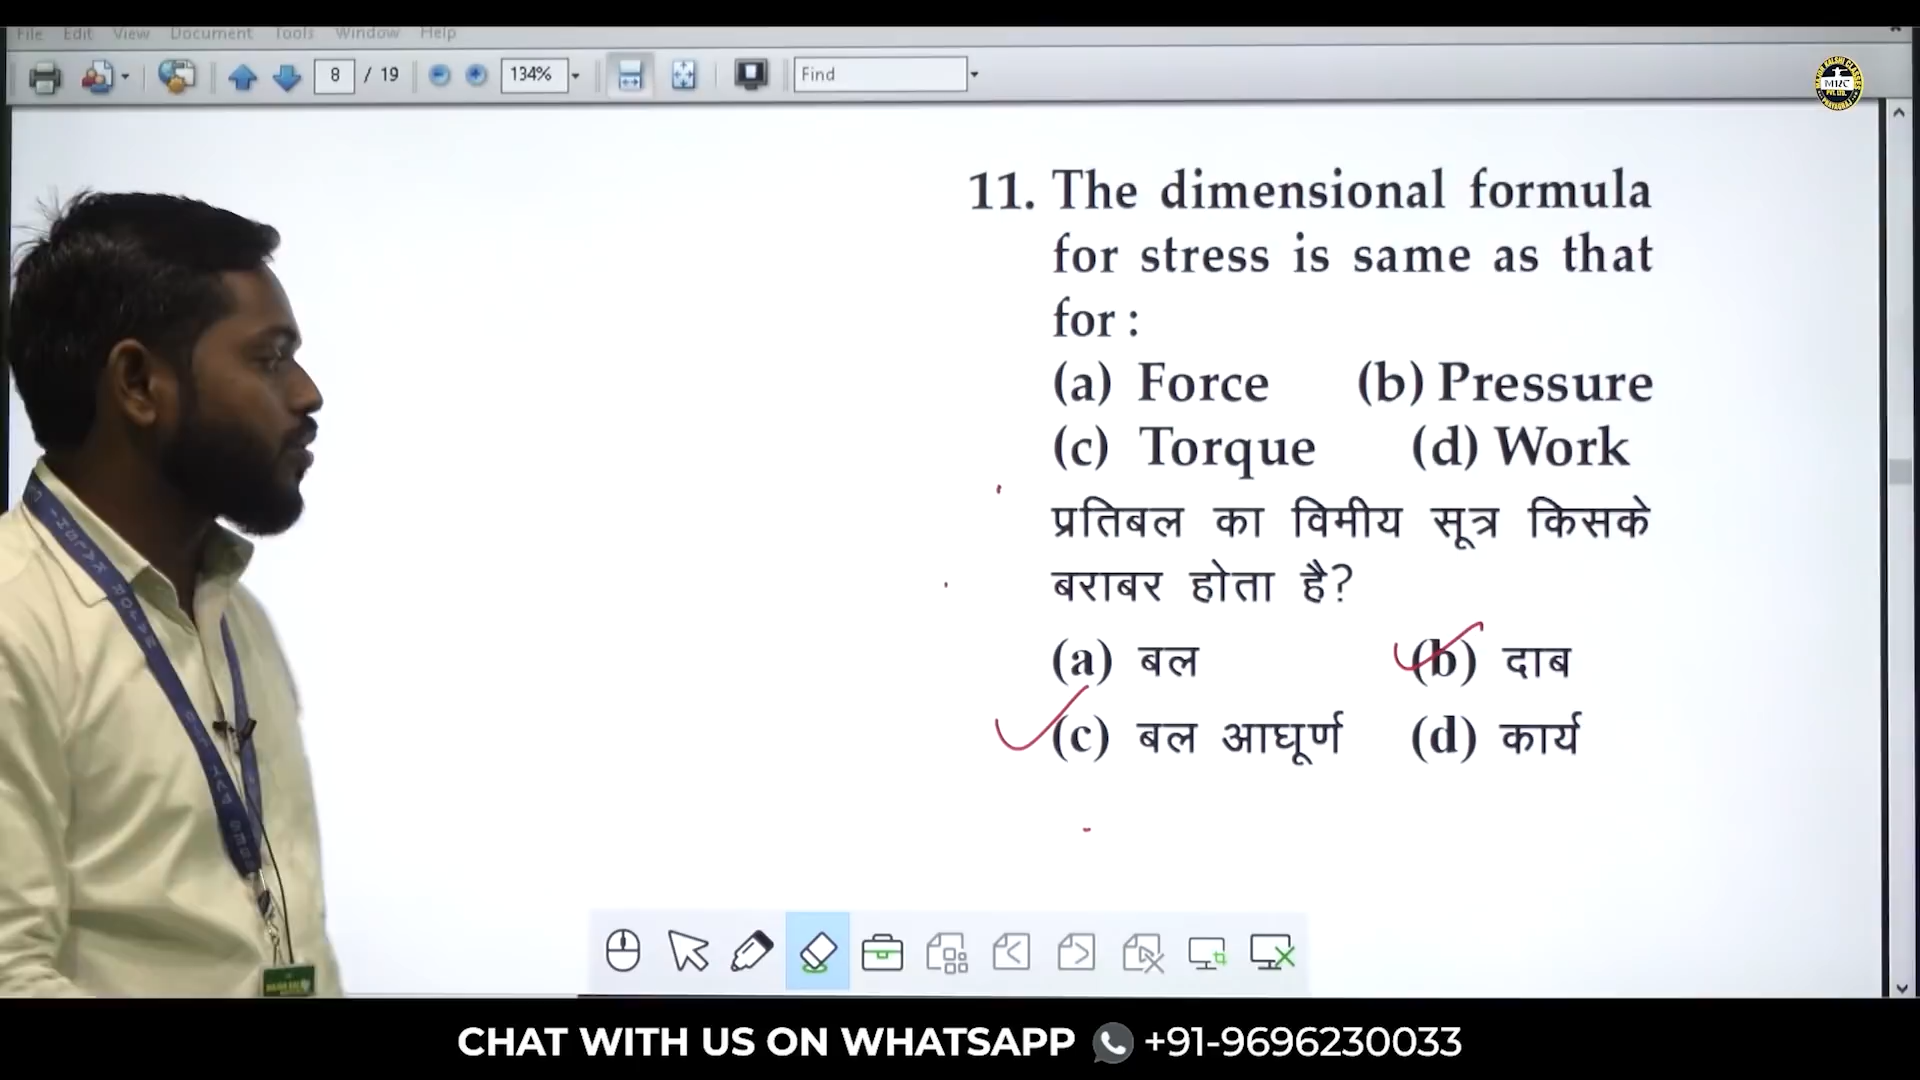 File Edit View Document Tools Window Help
8 / 19 134% Find
MKC
11. The dimensional formula
for stress is same as that
for :
(a) Force (b) Pressure
(c) Torque (d) Work
प्रतिबल का विमीय सूत्र किसके
बराबर होता है?
(a) बल (b) दाब
(c) बल आघूर्ण (d) कार्य
CHAT WITH US ON WHATSAPP +91-9696230033